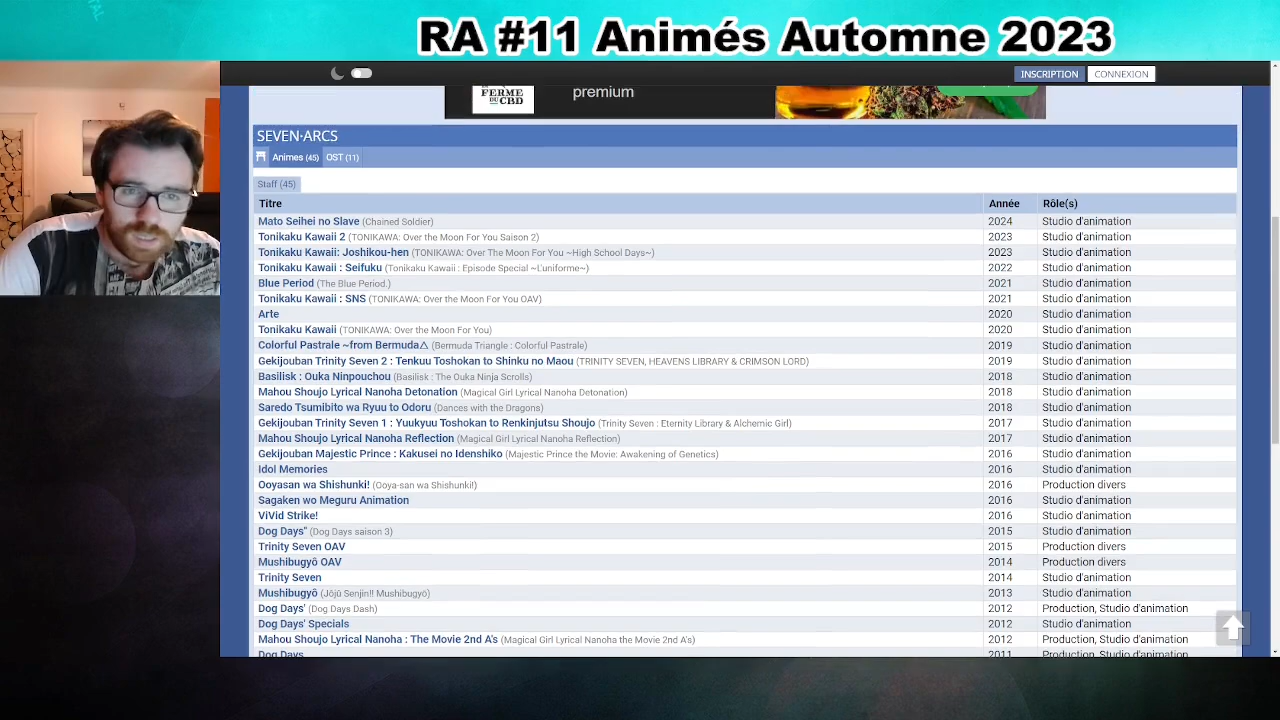 RA #11 Animés Automne 2023
INSCRIPTION CONNEXION
FERME
DU CBD
premium
SEVEN·ARCS
Animes (45) OST (11)
Staff (45)
Titre Année Rôle(s)
Mato Seihei no Slave (Chained Soldier) 2024 Studio d'animation
Tonikaku Kawaii 2 (TONIKAWA: Over the Moon For You Saison 2) 2023 Studio d'animation
Tonikaku Kawaii: Joshikou-hen (TONIKAWA: Over The Moon For You ~High School Days~) 2023 Studio d'animation
Tonikaku Kawaii : Seifuku (Tonikaku Kawaii : Episode Special ~L'uniforme~) 2022 Studio d'animation
Blue Period (The Blue Period.) 2021 Studio d'animation
Tonikaku Kawaii : SNS (TONIKAWA: Over the Moon For You OAV) 2021 Studio d'animation
Arte 2020 Studio d'animation
Tonikaku Kawaii (TONIKAWA: Over the Moon For You) 2020 Studio d'animation
Colorful Pastrale ~from Bermuda△ (Bermuda Triangle : Colorful Pastrale) 2019 Studio d'animation
Gekijouban Trinity Seven 2 : Tenkuu Toshokan to Shinku no Maou (TRINITY SEVEN, HEAVENS LIBRARY & CRIMSON LORD) 2019 Studio d'animation
Basilisk : Ouka Ninpouchou (Basilisk : The Ouka Ninja Scrolls) 2018 Studio d'animation
Mahou Shoujo Lyrical Nanoha Detonation (Magical Girl Lyrical Nanoha Detonation) 2018 Studio d'animation
Saredo Tsumibito wa Ryuu to Odoru (Dances with the Dragons) 2018 Studio d'animation
Gekijouban Trinity Seven 1 : Yuukyuu Toshokan to Renkinjutsu Shoujo (Trinity Seven : Eternity Library & Alchemic Girl) 2017 Studio d'animation
Mahou Shoujo Lyrical Nanoha Reflection (Magical Girl Lyrical Nanoha Reflection) 2017 Studio d'animation
Gekijouban Majestic Prince : Kakusei no Idenshiko (Majestic Prince the Movie: Awakening of Genetics) 2016 Studio d'animation
Idol Memories 2016 Studio d'animation
Ooyasan wa Shishunki! (Ooya-san wa Shishunki!) 2016 Production divers
Sagaken wo Meguru Animation 2016 Studio d'animation
ViVid Strike! 2016 Studio d'animation
Dog Days" (Dog Days saison 3) 2015 Studio d'animation
Trinity Seven OAV 2015 Production divers
Mushibugyō OAV 2014 Production divers
Trinity Seven 2014 Studio d'animation
Mushibugyō (Jōjū Senjin!! Mushibugyō) 2013 Studio d'animation
Dog Days' (Dog Days Dash) 2012 Production, Studio d'animation
Dog Days' Specials 2012 Studio d'animation
Mahou Shoujo Lyrical Nanoha : The Movie 2nd A's (Magical Girl Lyrical Nanoha the Movie 2nd A's) 2012 Production, Studio d'animation
Dog Days 2011 Production, Studio d'animation